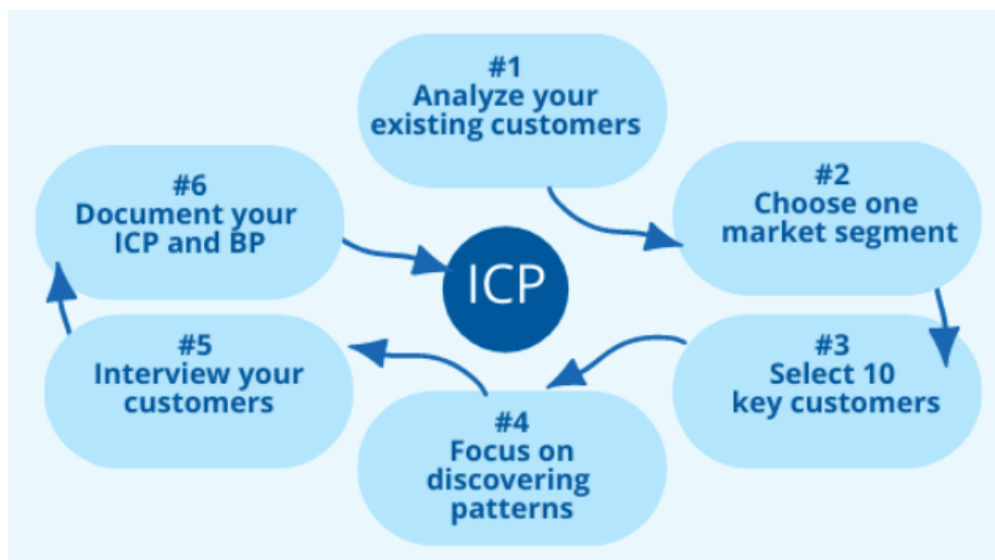 #1
Analyze your
existing customers
#2
Choose one
market segment
#3
Select 10
key customers
#4
Focus on
discovering
patterns
#5
Interview your
customers
#6
Document your
ICP and BP
ICP